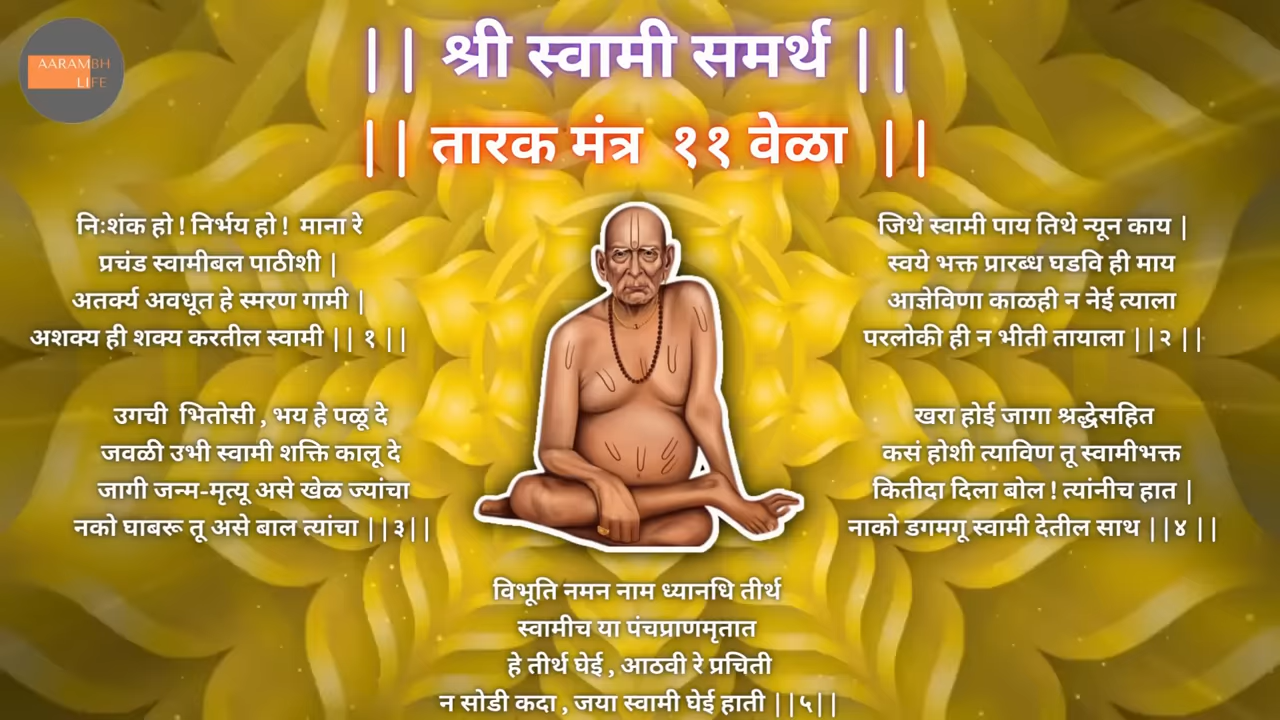 AARAMBH
LIFE
|| श्री स्वामी समर्थ ||
|| तारक मंत्र ११ वेळा ||
नि:शंक हो ! निर्भय हो ! माना रे
प्रचंड स्वामीबल पाठीशी |
अतर्क्य अवधूत हे स्मरण गामी |
अशक्य ही शक्य करतील स्वामी || १ ||
जिथे स्वामी पाय तिथे न्यून काय |
स्वये भक्त प्रारब्ध घडवि ही माय
आज्ञेविणा काळही न नेई त्याला
परलोकी ही न भीती तायाला ||२ ||
उगची भितोसी , भय हे पळू दे
जवळी उभी स्वामी शक्ति कालू दे
जागी जन्म-मृत्यू असे खेळ ज्यांचा
नको घाबरू तू असे बाल त्यांचा ||३||
खरा होई जागा श्रद्धेसहित
कसं होशी त्याविण तू स्वामीभक्त
कितीदा दिला बोल ! त्यांनीच हात |
नाको डगमगू स्वामी देतील साथ ||४ ||
विभूति नमन नाम ध्यानधि तीर्थ
स्वामीच या पंचप्राणमृतात
हे तीर्थ घेई , आठवी रे प्रचिती
न सोडी कदा , जया स्वामी घेई हाती ||५||